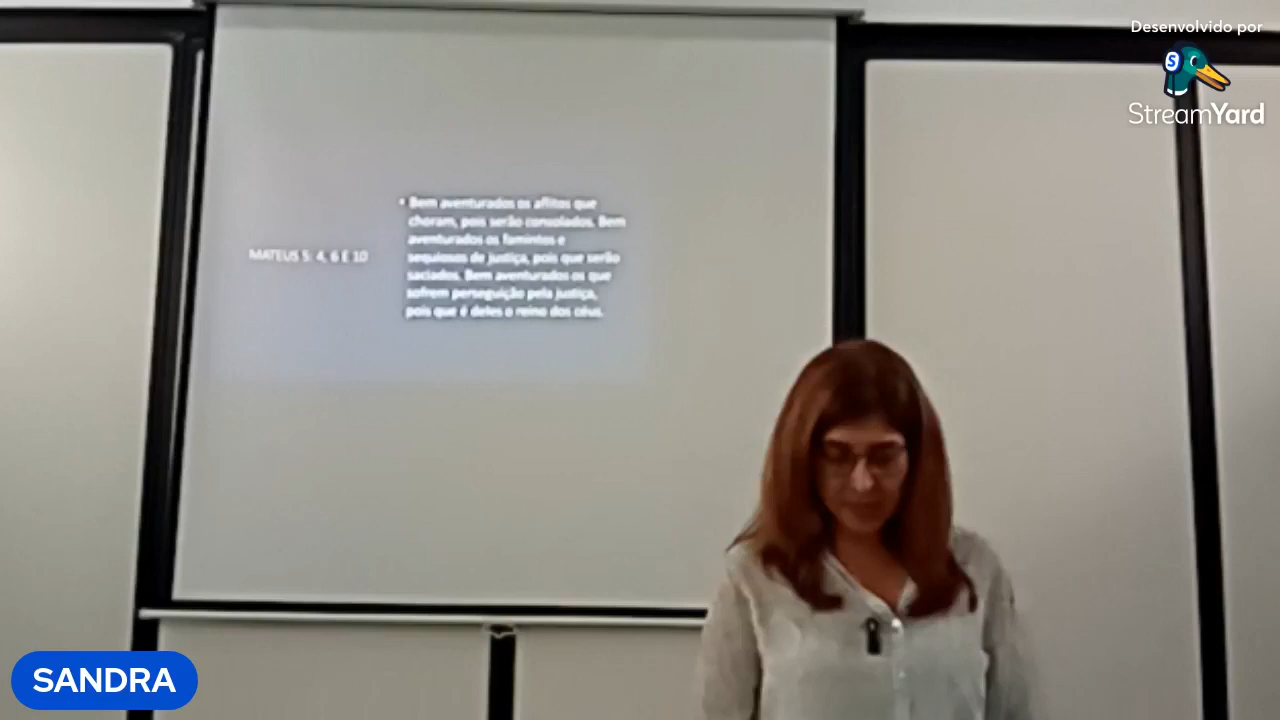 Desenvolvido por
StreamYard
MATEUS 5: 4, 6 E 10
• Bem aventurados os aflitos que
choram, pois serão consolados. Bem
aventurados os famintos e
sequiosos de justiça, pois que serão
saciados. Bem aventurados os que
sofrem perseguição pela justiça,
pois que é deles o reino dos céus.
SANDRA